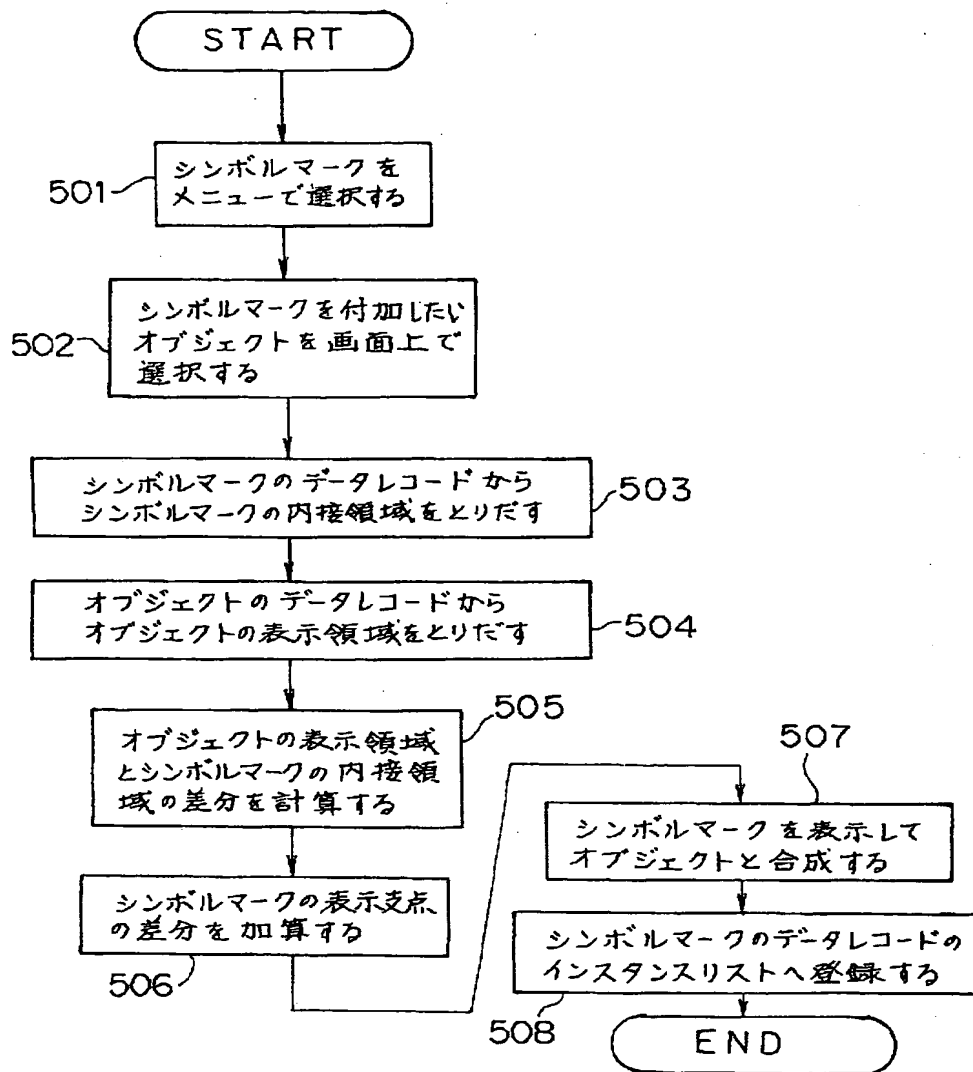 START
501
シンボルマークを
メニューで選択する
502
シンボルマークを付加したい
オブジェクトを画面上で
選択する
503
シンボルマークのデータレコードから
シンボルマークの内接領域をとりだす
504
オブジェクトのデータレコードから
オブジェクトの表示領域をとりだす
505
オブジェクトの表示領域
とシンボルマークの内接領
域の差分を計算する
506
シンボルマークの表示支点
の差分を加算する
507
シンボルマークを表示して
オブジェクトと合成する
508
シンボルマークのデータレコードの
インスタンスリストへ登録する
END